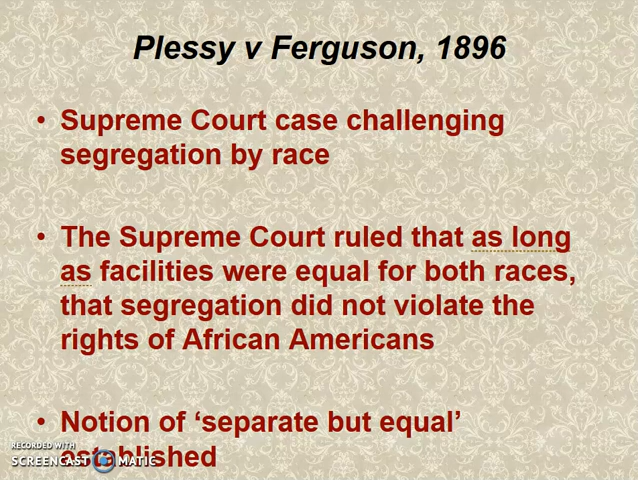 Plessy v Ferguson, 1896
• Supreme Court case challenging
segregation by race
• The Supreme Court ruled that as long
as facilities were equal for both races,
that segregation did not violate the
rights of African Americans
• Notion of ‘separate but equal’
established
RECORDED WITH
SCREENCAST MATIC